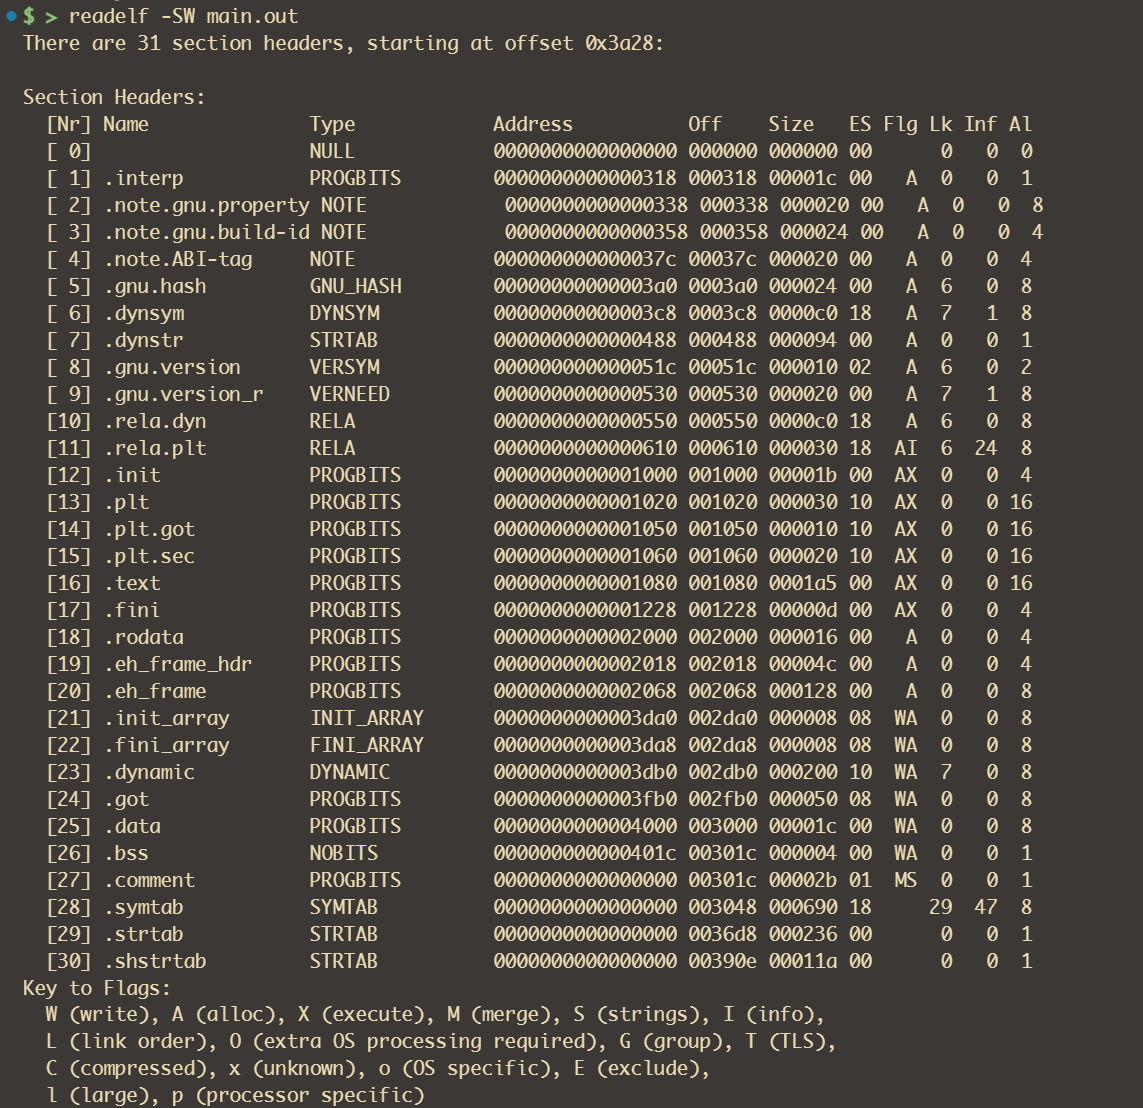 $ > readelf -SW main.out
There are 31 section headers, starting at offset 0x3a28:
Section Headers:
[Nr] Name Type Address Off Size ES Flg Lk Inf Al
[ 0] NULL 0000000000000000 000000 000000 00 0 0 0
[ 1] .interp PROGBITS 0000000000000318 000318 00001c 00 A 0 0 1
[ 2] .note.gnu.property NOTE 0000000000000338 000338 000020 00 A 0 0 8
[ 3] .note.gnu.build-id NOTE 0000000000000358 000358 000024 00 A 0 0 4
[ 4] .note.ABI-tag NOTE 000000000000037c 00037c 000020 00 A 0 0 4
[ 5] .gnu.hash GNU_HASH 00000000000003a0 0003a0 000024 00 A 6 0 8
[ 6] .dynsym DYNSYM 00000000000003c8 0003c8 0000c0 18 A 7 1 8
[ 7] .dynstr STRTAB 0000000000000488 000488 000094 00 A 0 0 1
[ 8] .gnu.version VERSYM 000000000000051c 00051c 000010 02 A 6 0 2
[ 9] .gnu.version_r VERNEED 0000000000000530 000530 000020 00 A 7 1 8
[10] .rela.dyn RELA 0000000000000550 000550 0000c0 18 A 6 0 8
[11] .rela.plt RELA 0000000000000610 000610 000030 18 AI 6 24 8
[12] .init PROGBITS 0000000000001000 001000 00001b 00 AX 0 0 4
[13] .plt PROGBITS 0000000000001020 001020 000030 10 AX 0 0 16
[14] .plt.got PROGBITS 0000000000001050 001050 000010 10 AX 0 0 16
[15] .plt.sec PROGBITS 0000000000001060 001060 000020 10 AX 0 0 16
[16] .text PROGBITS 0000000000001080 001080 0001a5 00 AX 0 0 16
[17] .fini PROGBITS 0000000000001228 001228 00000d 00 AX 0 0 4
[18] .rodata PROGBITS 0000000000002000 002000 000016 00 A 0 0 4
[19] .eh_frame_hdr PROGBITS 0000000000002018 002018 00004c 00 A 0 0 4
[20] .eh_frame PROGBITS 0000000000002068 002068 000128 00 A 0 0 8
[21] .init_array INIT_ARRAY 0000000000003da0 002da0 000008 08 WA 0 0 8
[22] .fini_array FINI_ARRAY 0000000000003da8 002da8 000008 08 WA 0 0 8
[23] .dynamic DYNAMIC 0000000000003db0 002db0 000200 10 WA 7 0 8
[24] .got PROGBITS 0000000000003fb0 002fb0 000050 08 WA 0 0 8
[25] .data PROGBITS 0000000000004000 003000 00001c 00 WA 0 0 8
[26] .bss NOBITS 000000000000401c 00301c 000004 00 WA 0 0 1
[27] .comment PROGBITS 0000000000000000 00301c 00002b 01 MS 0 0 1
[28] .symtab SYMTAB 0000000000000000 003048 000690 18 29 47 8
[29] .strtab STRTAB 0000000000000000 0036d8 000236 00 0 0 1
[30] .shstrtab STRTAB 0000000000000000 00390e 00011a 00 0 0 1
Key to Flags:
W (write), A (alloc), X (execute), M (merge), S (strings), I (info),
L (link order), O (extra OS processing required), G (group), T (TLS),
C (compressed), x (unknown), o (OS specific), E (exclude),
l (large), p (processor specific)